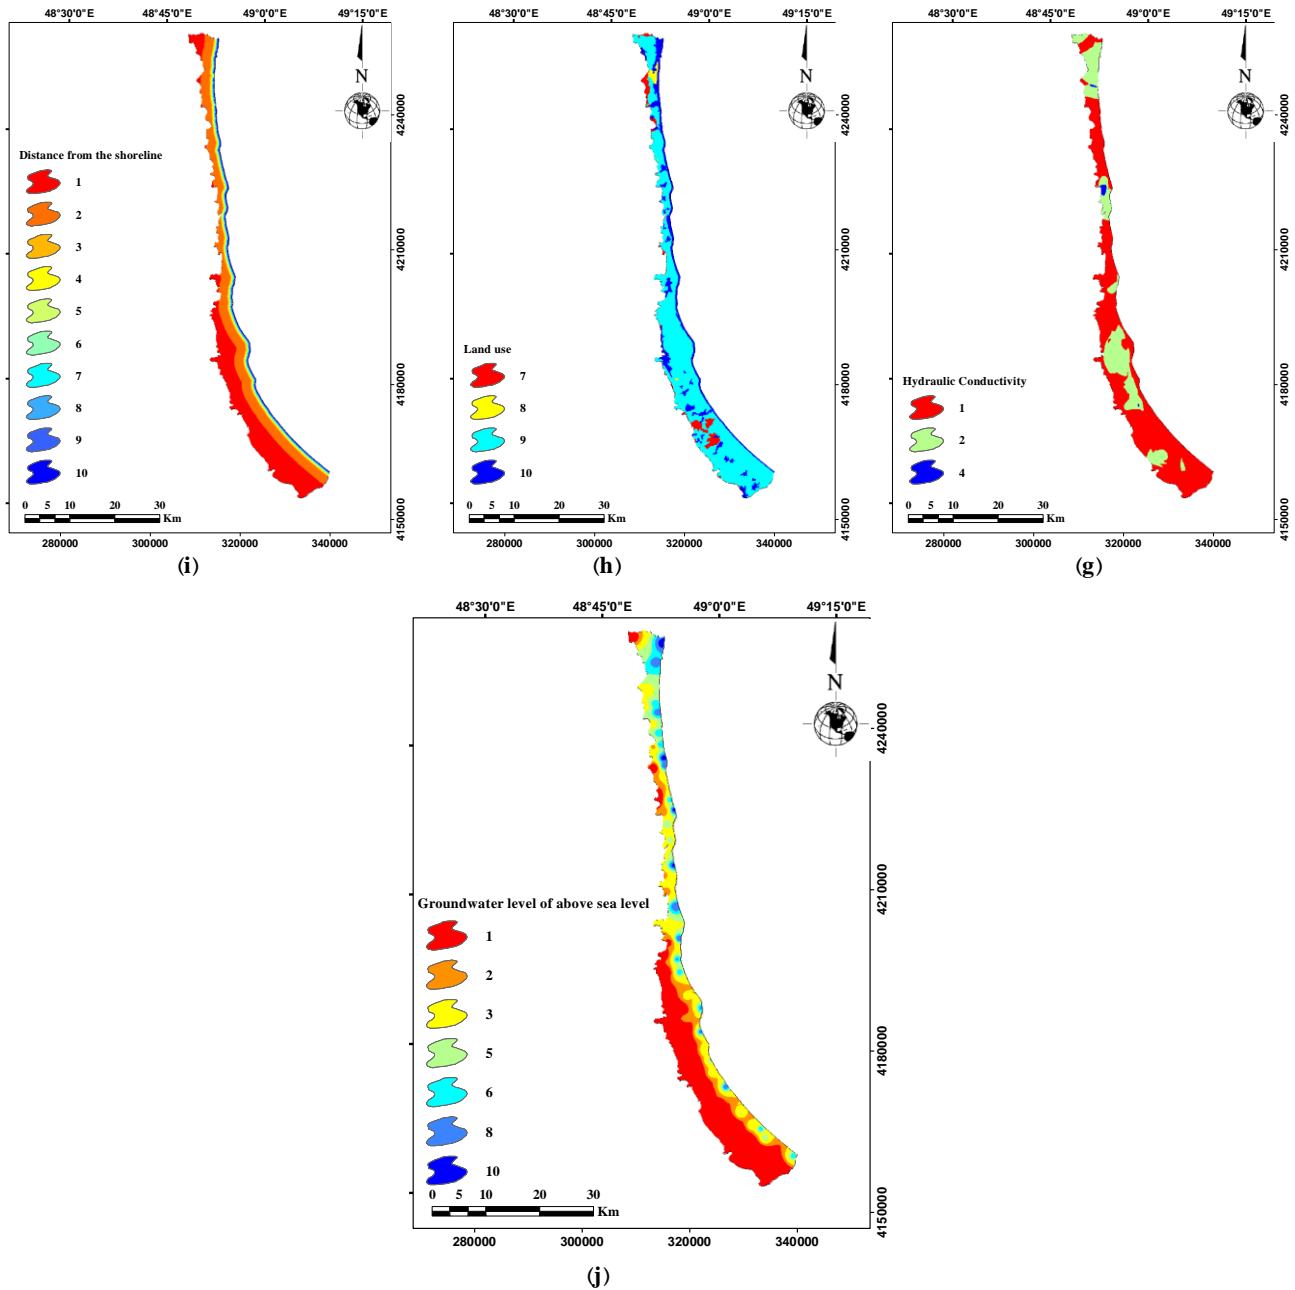 48°30'0"E 48°45'0"E 49°0'0"E 49°15'0"E
N
4240000
4210000
4180000
4150000
Distance from the shoreline
1
2
3
4
5
6
7
8
9
10
0 5 10 20 30
Km
280000 300000 320000 340000
(i)
48°30'0"E 48°45'0"E 49°0'0"E 49°15'0"E
N
4240000
4210000
4180000
4150000
Land use
7
8
9
10
0 5 10 20 30
Km
280000 300000 320000 340000
(h)
48°30'0"E 48°45'0"E 49°0'0"E 49°15'0"E
N
4240000
4210000
4180000
4150000
Hydraulic Conductivity
1
2
4
0 5 10 20 30
Km
280000 300000 320000 340000
(g)
48°30'0"E 48°45'0"E 49°0'0"E 49°15'0"E
N
4240000
4210000
4180000
4150000
Groundwater level of above sea level
1
2
3
5
6
8
10
0 5 10 20 30
Km
280000 300000 320000 340000
(j)